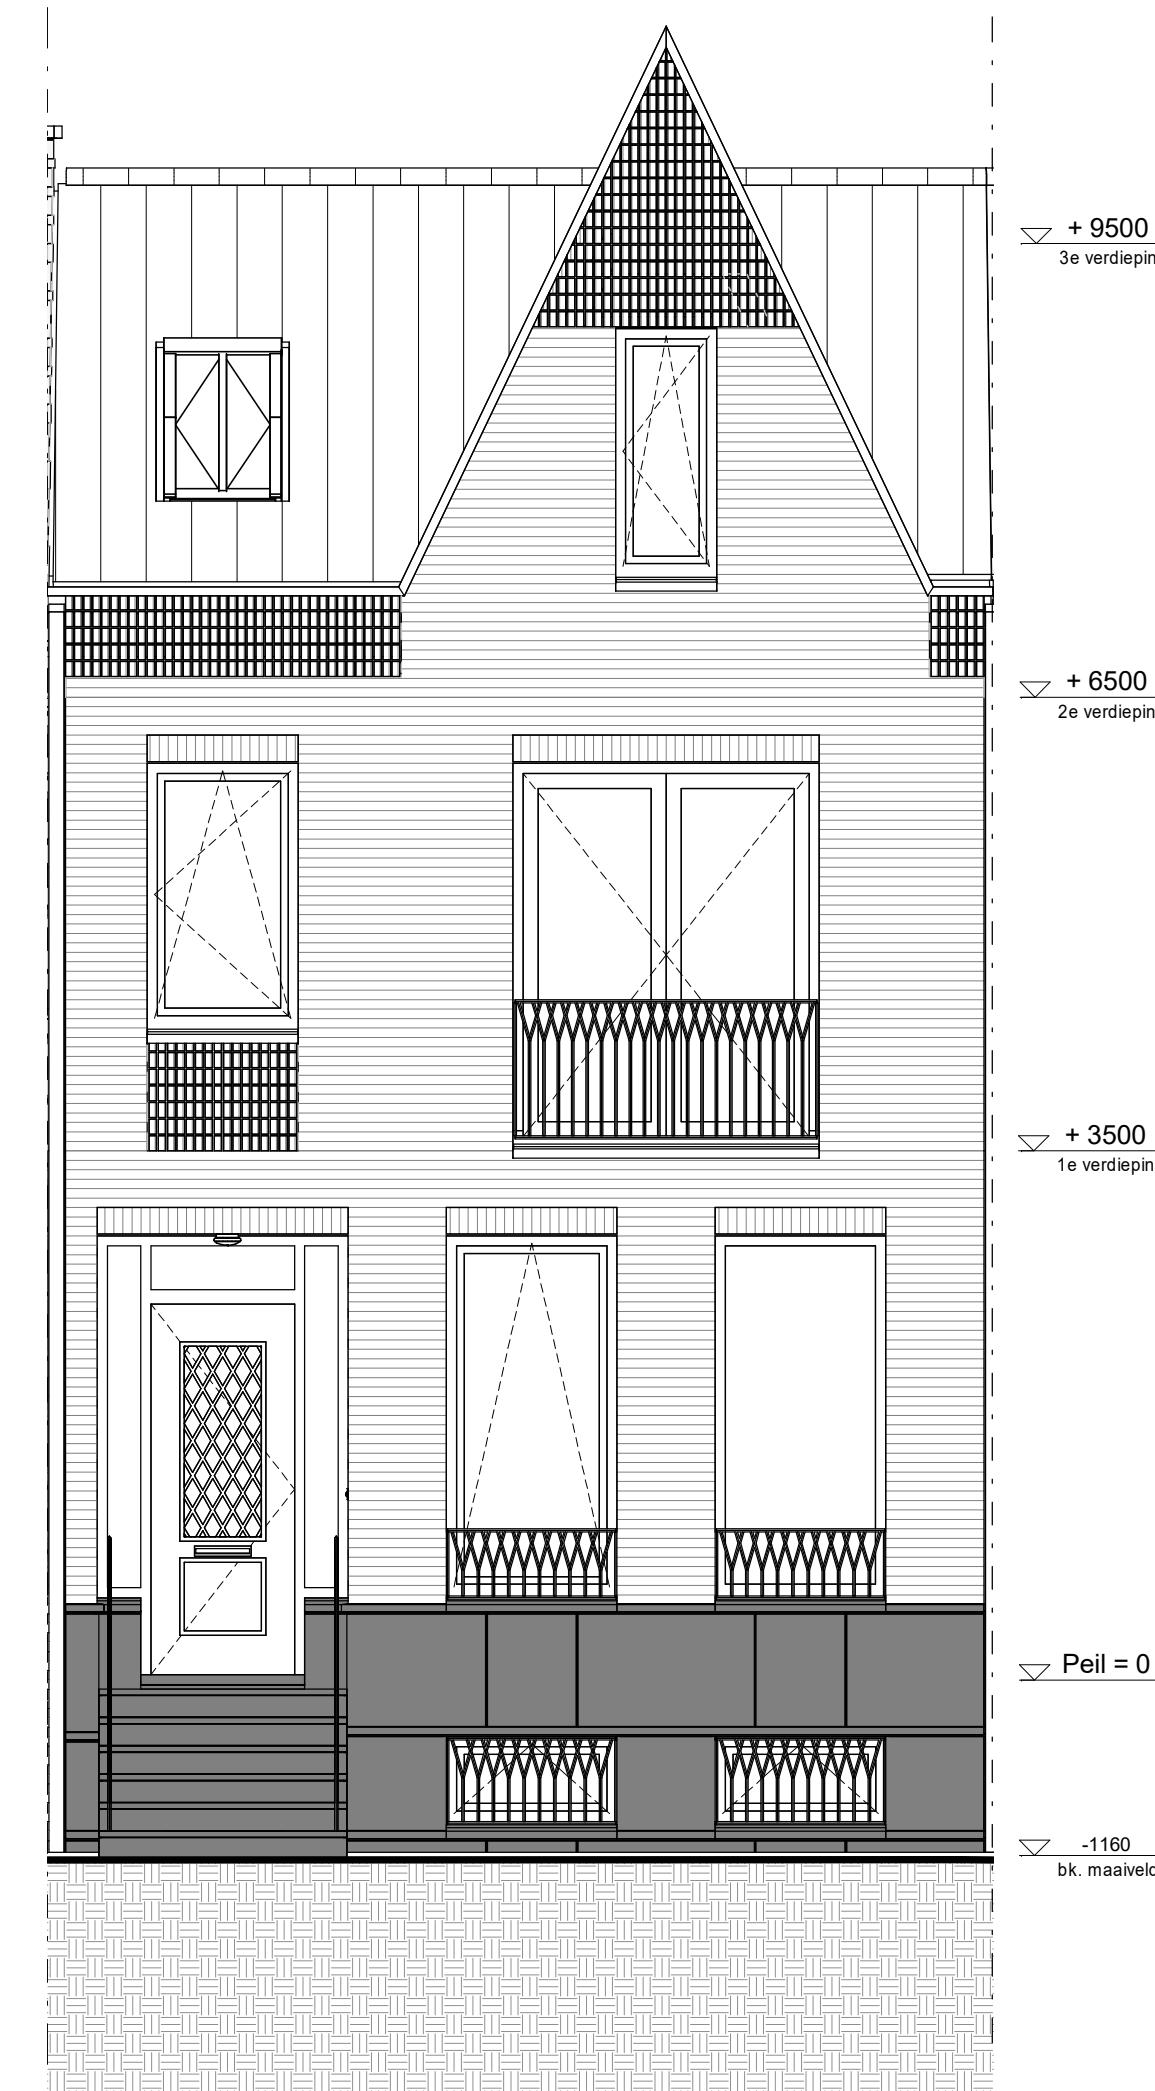 + 9500
3e verdiepin
+ 6500
2e verdiepin
+ 3500
1e verdiepin
Peil = 0
-1160
bk. maaiveld